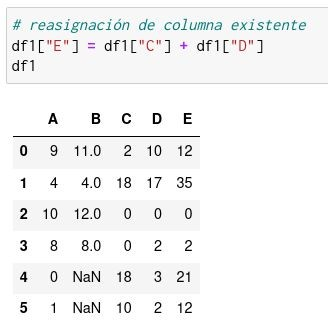 # reasignación de columna existente
df1["E"] = df1["C"] + df1["D"]
df1
A B C D E
0 9 11.0 2 10 12
1 4 4.0 18 17 35
2 10 12.0 0 0 0
3 8 8.0 0 2 2
4 0 NaN 18 3 21
5 1 NaN 10 2 12